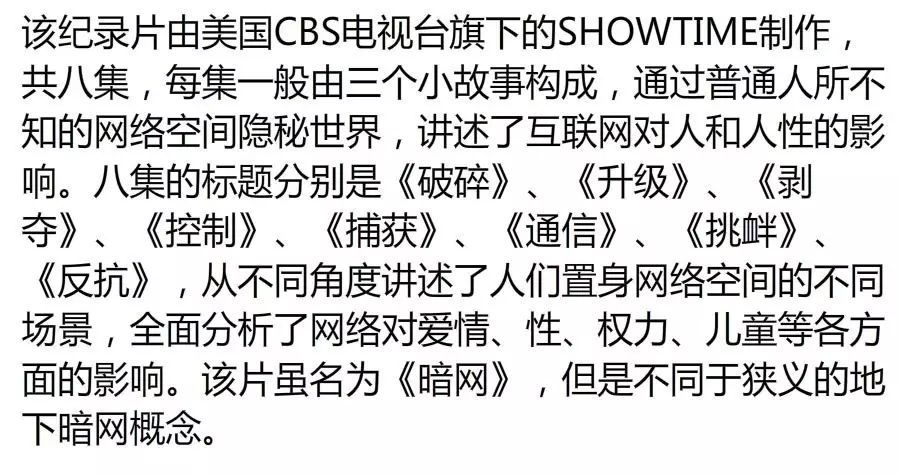 该纪录片由美国CBS电视台旗下的SHOWTIME制作，
共八集，每集一般由三个小故事构成，通过普通人所不
知的网络空间隐秘世界，讲述了互联网对人和人性的影
响。八集的标题分别是《破碎》、《升级》、《剥
夺》、《控制》、《捕获》、《通信》、《挑衅》、
《反抗》，从不同角度讲述了人们置身网络空间的不同
场景，全面分析了网络对爱情、性、权力、儿童等各方
面的影响。该片虽名为《暗网》，但是不同于狭义的地
下暗网概念。